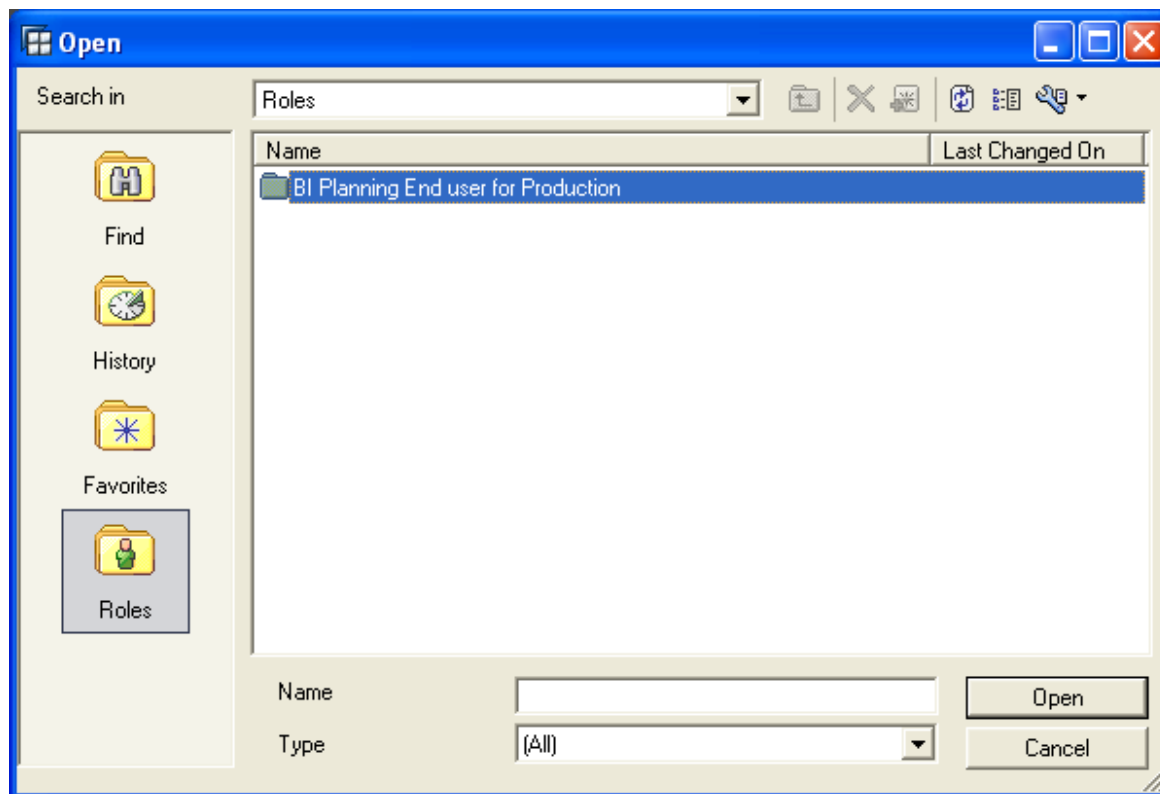 Open
Search in
Roles
Name
Last Changed On
BI Planning End user for Production
Find
History
Favorites
Roles
Name
Open
Type
(All)
Cancel